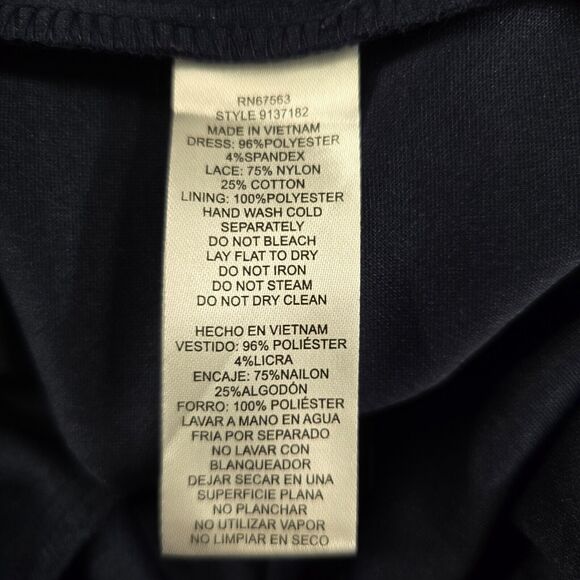 RN67563
STYLE 9137182
MADE IN VIETNAM
DRESS: 96%POLYESTER
4%SPANDEX
LACE: 75% NYLON
25% COTTON
LINING: 100%POLYESTER
HAND WASH COLD
SEPARATELY
DO NOT BLEACH
LAY FLAT TO DRY
DO NOT IRON
DO NOT STEAM
DO NOT DRY CLEAN
HECHO EN VIETNAM
VESTIDO: 96% POLIÉSTER
4%LICRA
ENCAJE: 75%NAILON
25%ALGODÓN
FORRO: 100% POLIÉSTER
LAVAR A MANO EN AGUA
FRIA POR SEPARADO
NO LAVAR CON
BLANQUEADOR
DEJAR SECAR EN UNA
SUPERFICIE PLANA
NO PLANCHAR
NO UTILIZAR VAPOR
NO LIMPIAR EN SECO